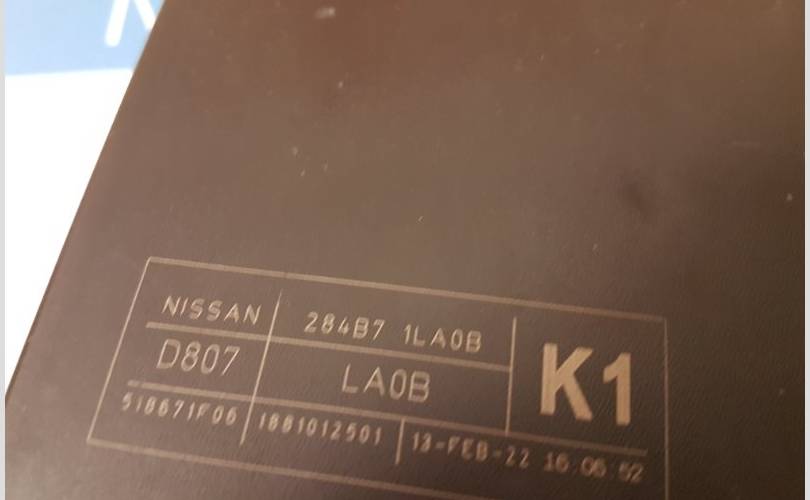 NISSAN 284B7 1LA0B K1
D807 LA0B
518671F06 1881012501 13-FEB-22 16:06:52